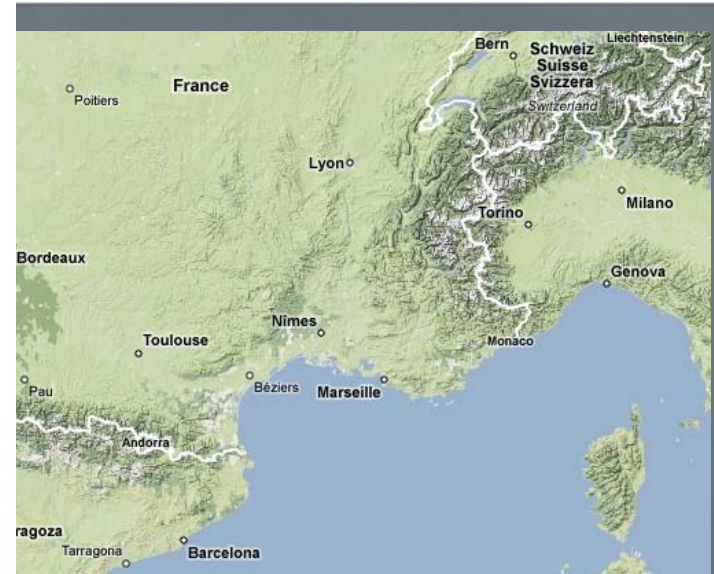 Bern
Liechtenstein
Schweiz
Suisse
Svizzera
Switzerland
France
Poitiers
Lyon
Milano
Torino
Bordeaux
Genova
Nîmes
Toulouse
Monaco
Pau
Béziers
Marseille
Andorra
ragoza
Tarragona
Barcelona